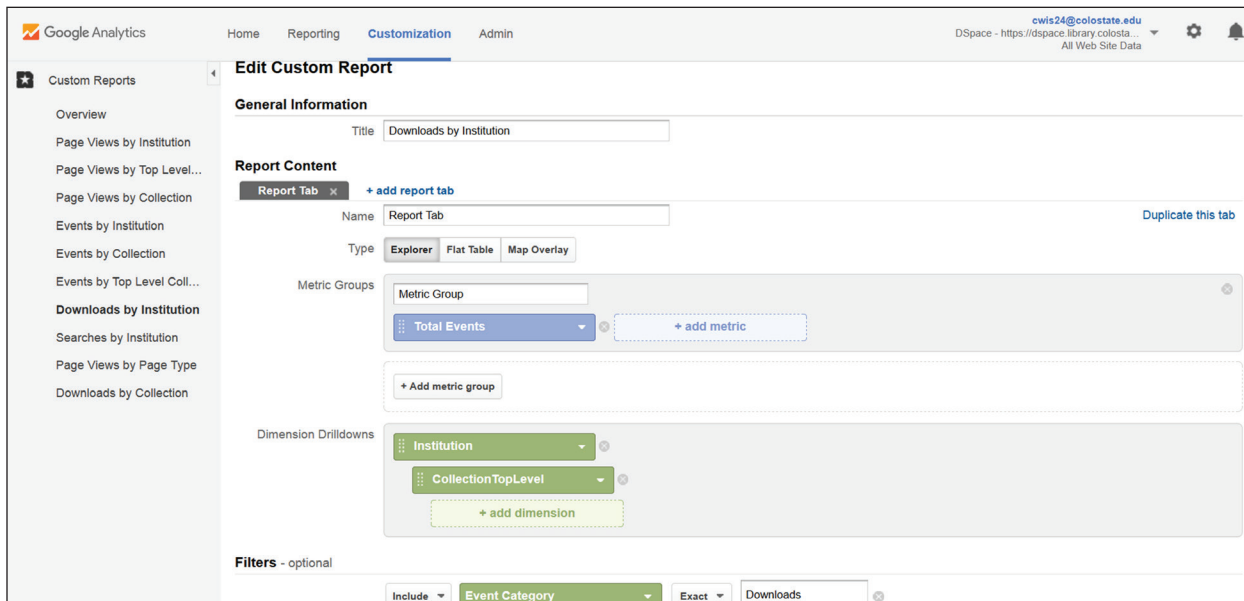 Google Analytics
Home Reporting Customization Admin
cwis24@colostate.edu
DSpace - https://dspace.library.colosta...
All Web Site Data
Custom Reports
Overview
Page Views by Institution
Page Views by Top Level...
Page Views by Collection
Events by Institution
Events by Collection
Events by Top Level Coll...
Downloads by Institution
Searches by Institution
Page Views by Page Type
Downloads by Collection
Edit Custom Report
General Information
Title Downloads by Institution
Report Content
Report Tab x + add report tab
Name Report Tab Duplicate this tab
Type Explorer Flat Table Map Overlay
Metric Groups
Metric Group
Total Events + add metric
+ Add metric group
Dimension Drilldowns
Institution
CollectionTopLevel
+ add dimension
Filters - optional
Include Event Category Exact Downloads